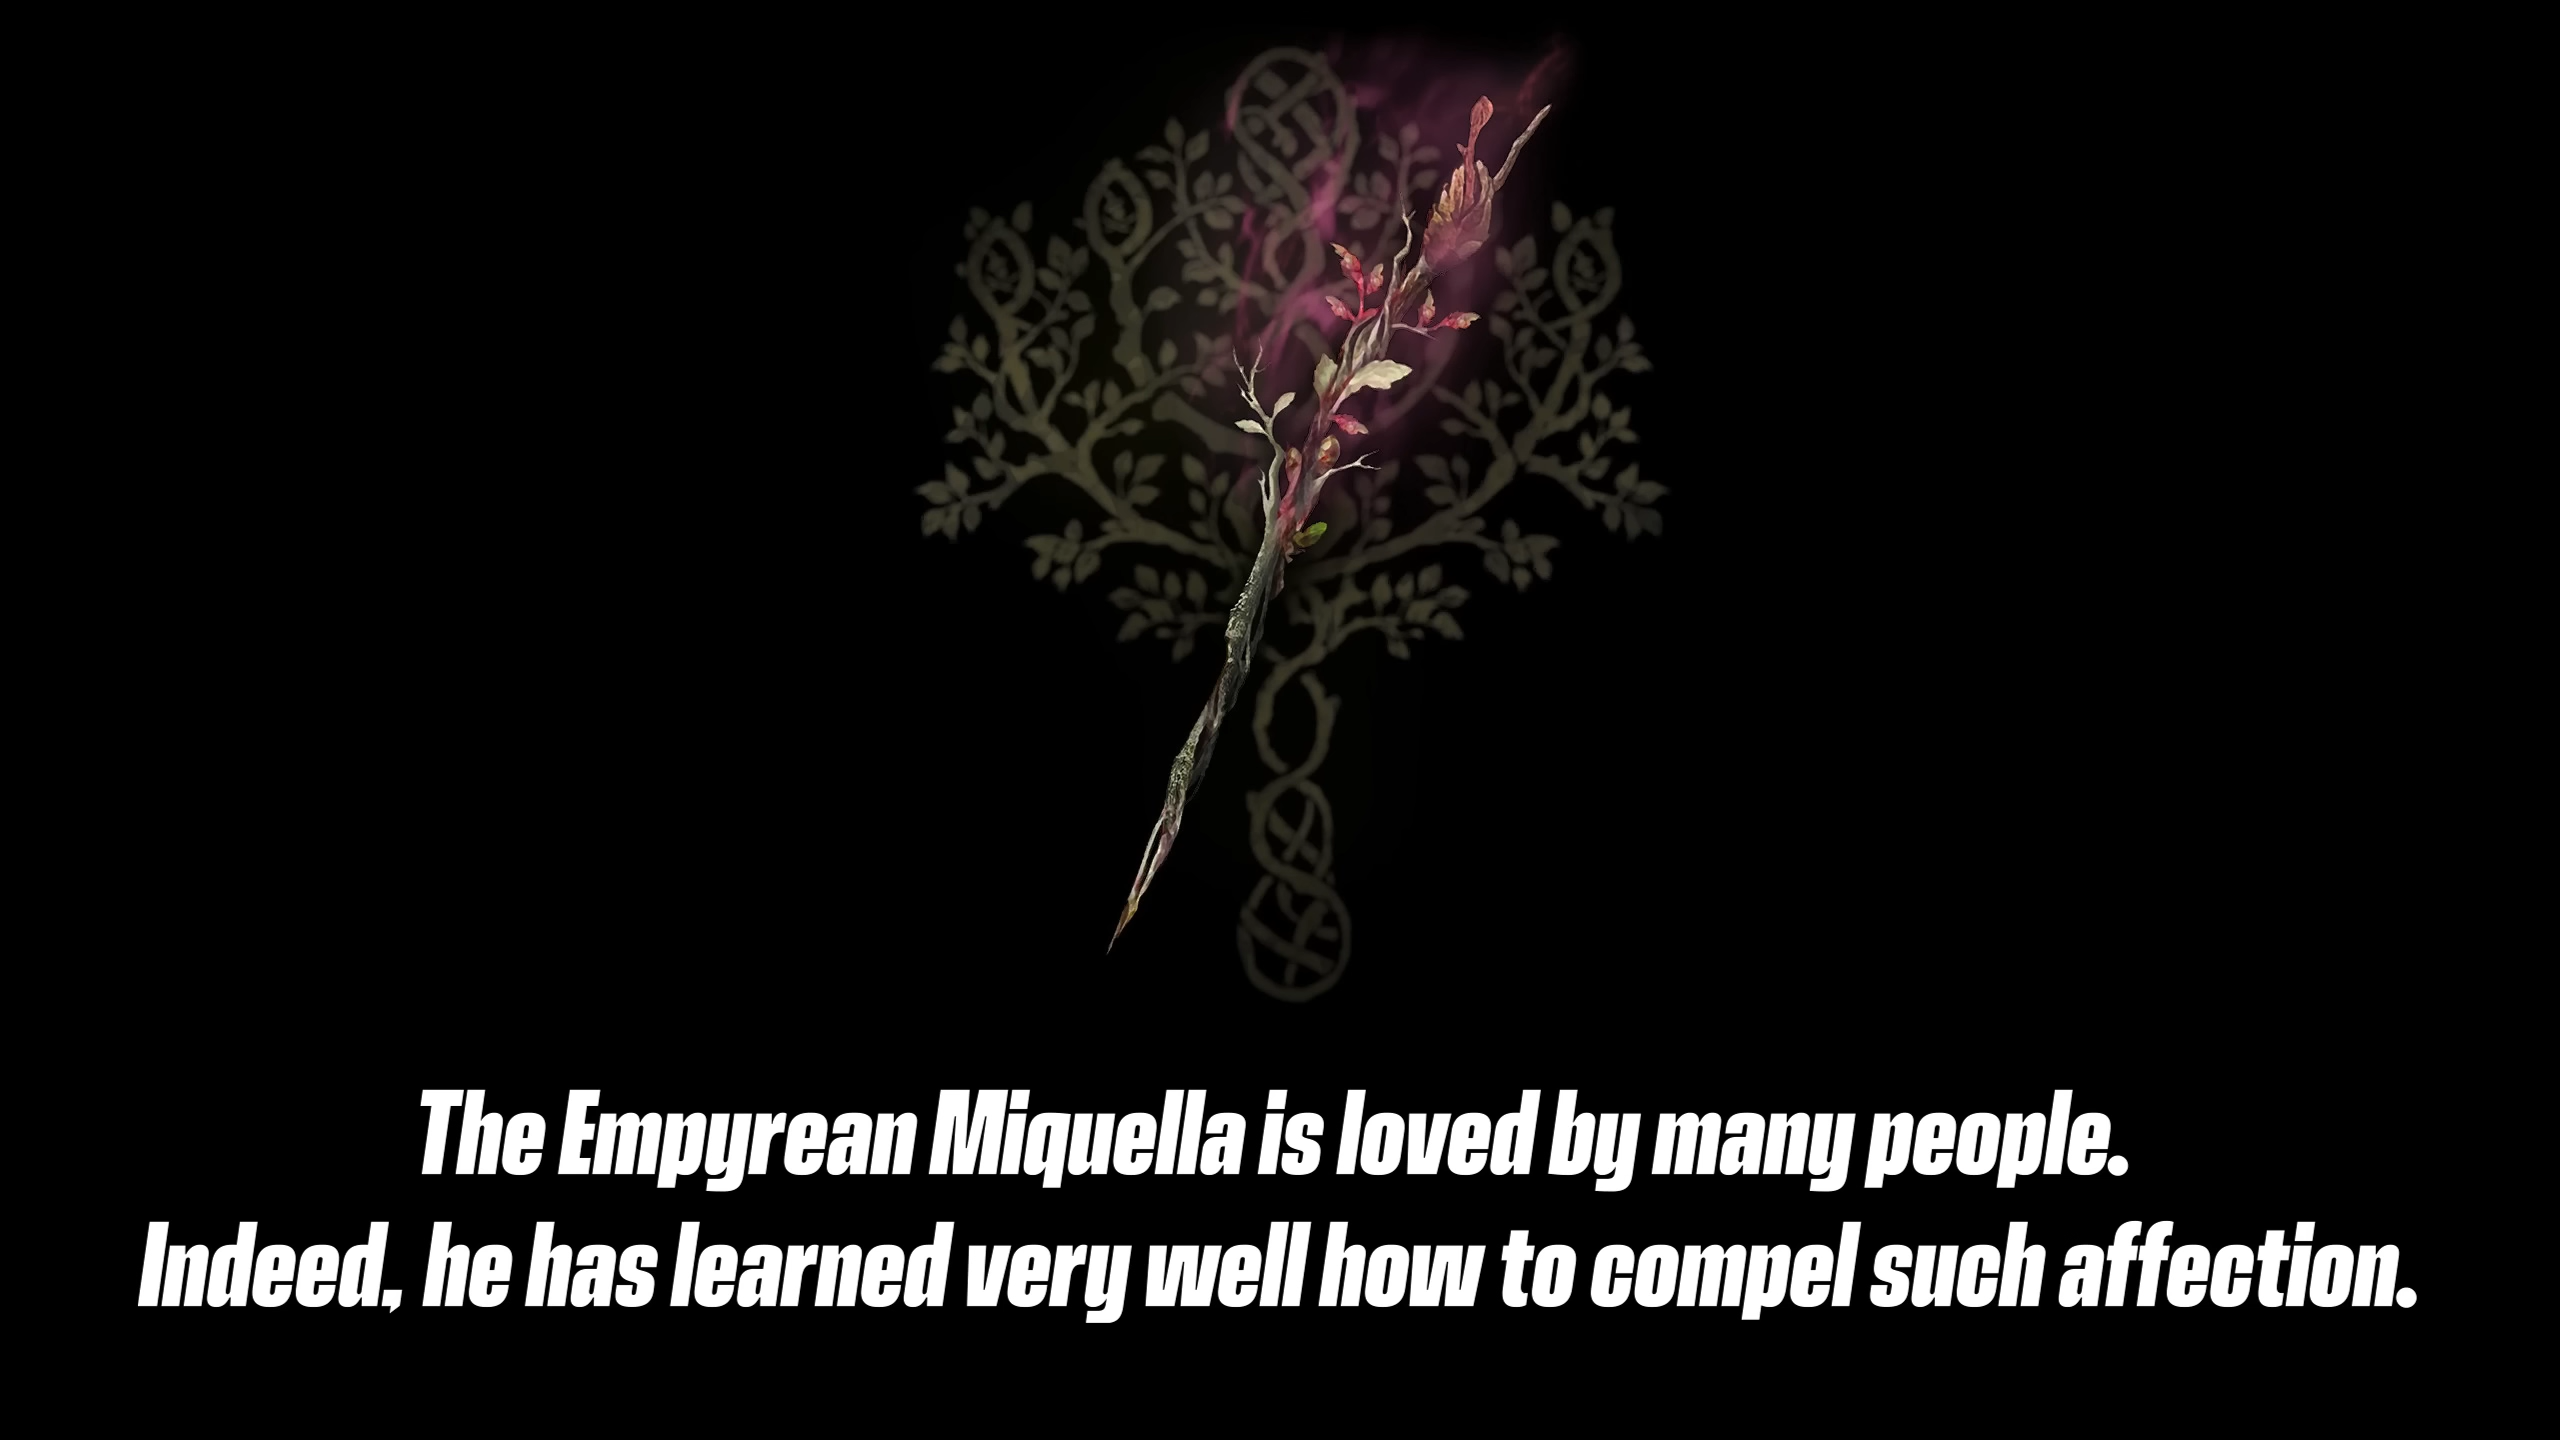 The Empyrean Miquella is loved by many people.
Indeed, he has learned very well how to compel such affection.